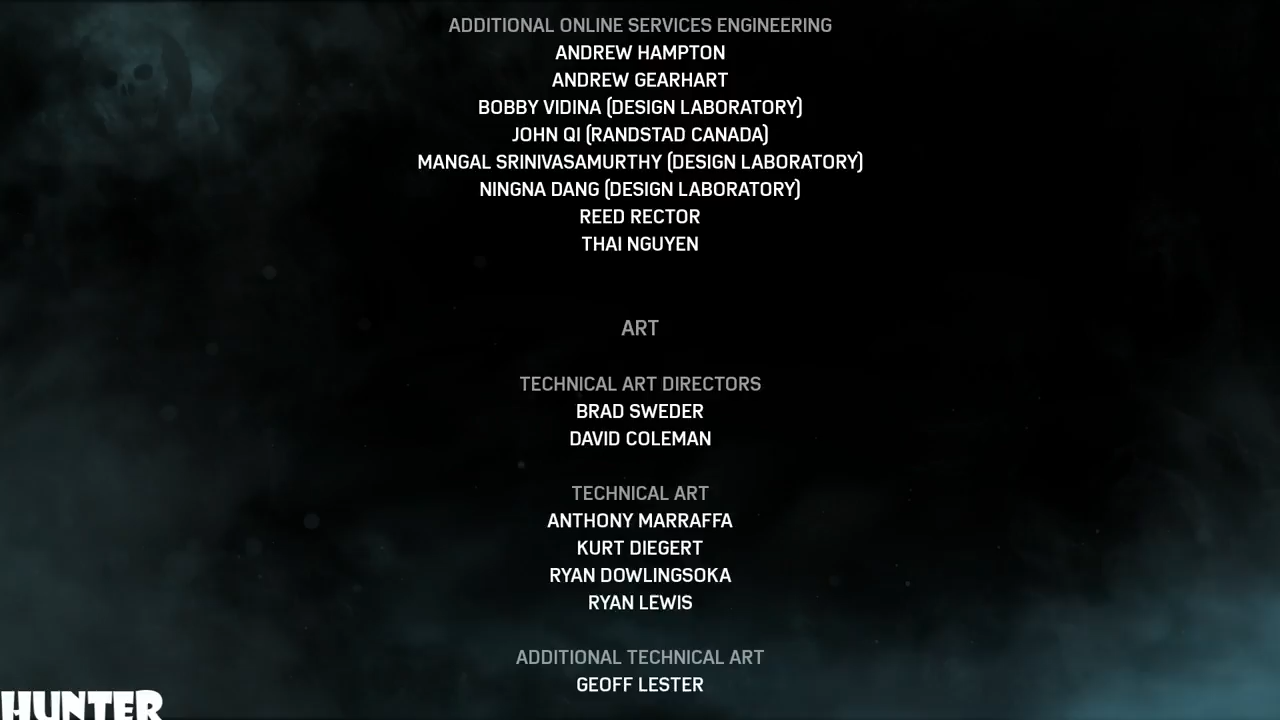 ADDITIONAL ONLINE SERVICES ENGINEERING
ANDREW HAMPTON
ANDREW GEARHART
BOBBY VIDINA (DESIGN LABORATORY)
JOHN QI (RANDSTAD CANADA)
MANGAL SRINIVASAMURTHY (DESIGN LABORATORY)
NINGNA DANG (DESIGN LABORATORY)
REED RECTOR
THAI NGUYEN
ART
TECHNICAL ART DIRECTORS
BRAD SWEDER
DAVID COLEMAN
TECHNICAL ART
ANTHONY MARRAFFA
KURT DIEGERT
RYAN DOWLINGSOKA
RYAN LEWIS
ADDITIONAL TECHNICAL ART
GEOFF LESTER
HUNTER